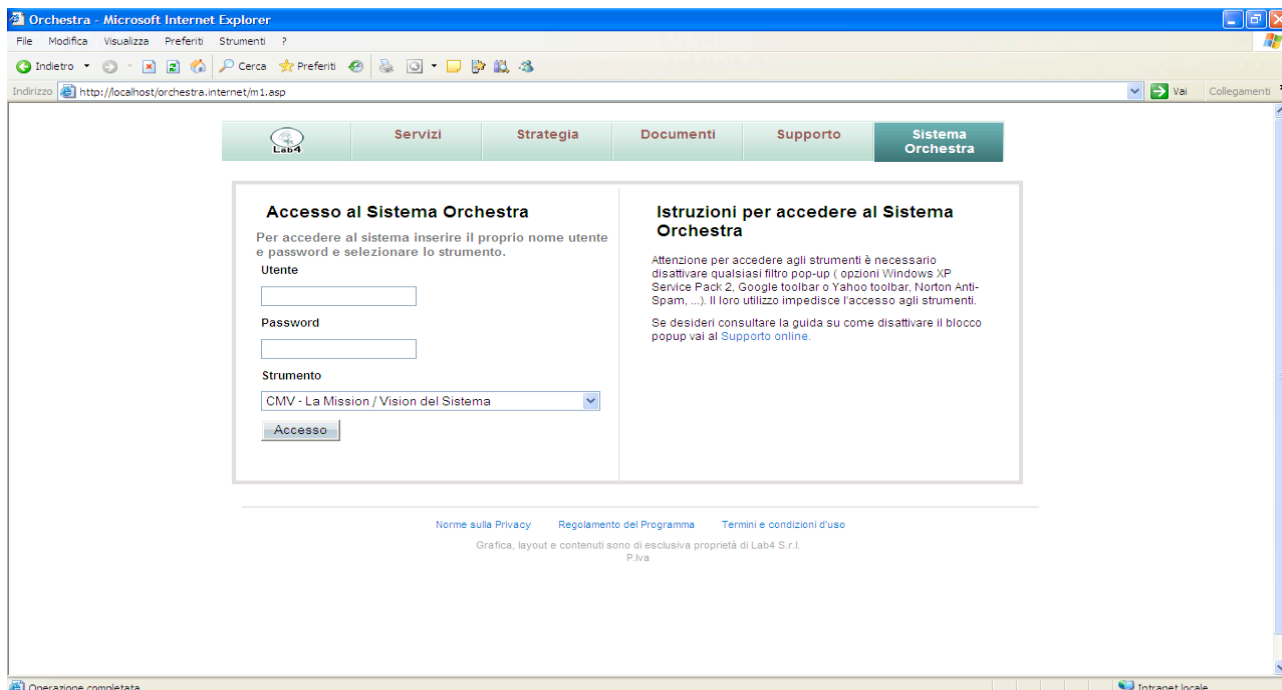 Orchestra - Microsoft Internet Explorer
File Modifica Visualizza Preferiti Strumenti ?
Indietro Cerca Preferiti
Indirizzo http://localhost/orchestra.internet/m1.asp Vai Collegamenti
Lab4 Servizi Strategia Documenti Supporto Sistema
Orchestra
Accesso al Sistema Orchestra
Per accedere al sistema inserire il proprio nome utente
e password e selezionare lo strumento.
Utente
Password
Strumento
CMV - La Mission / Vision del Sistema
Accesso
Istruzioni per accedere al Sistema
Orchestra
Attenzione per accedere agli strumenti è necessario
disattivare qualsiasi filtro pop-up ( opzioni Windows XP
Service Pack 2, Google toolbar o Yahoo toolbar, Norton Anti-
Spam, ...). Il loro utilizzo impedisce l'accesso agli strumenti.
Se desideri consultare la guida su come disattivare il blocco
popup vai al Supporto online.
Norme sulla Privacy Regolamento del Programma Termini e condizioni d'uso
Grafica, layout e contenuti sono di esclusiva proprietà di Lab4 S.r.l.
P.Iva
Operazione completata Intranet locale